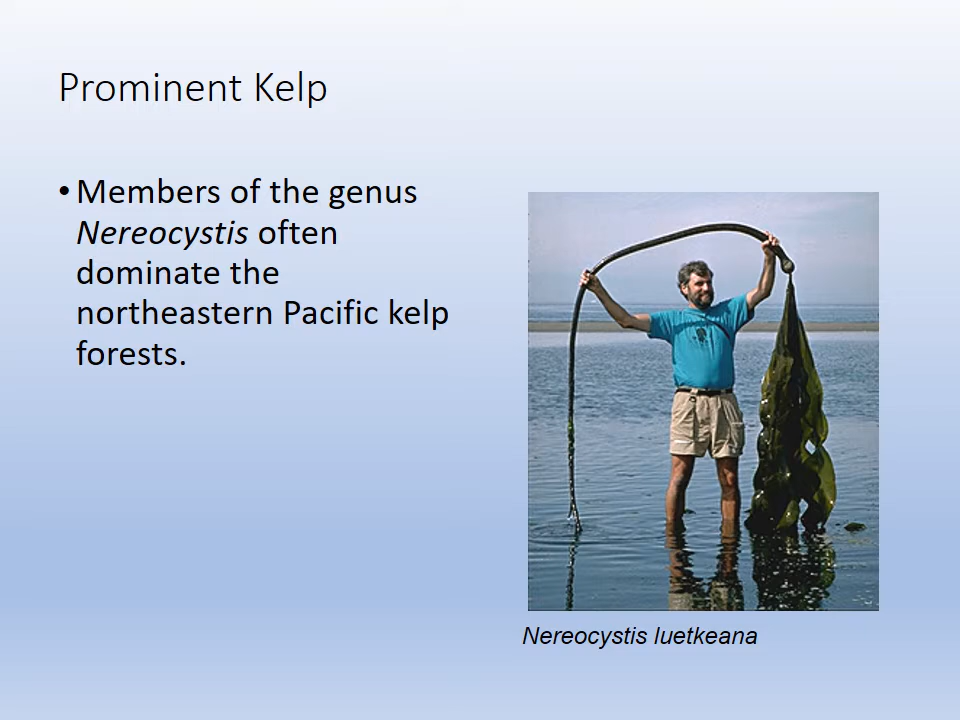 Prominent Kelp
• Members of the genus
Nereocystis often
dominate the
northeastern Pacific kelp
forests.
Nereocystis luetkeana